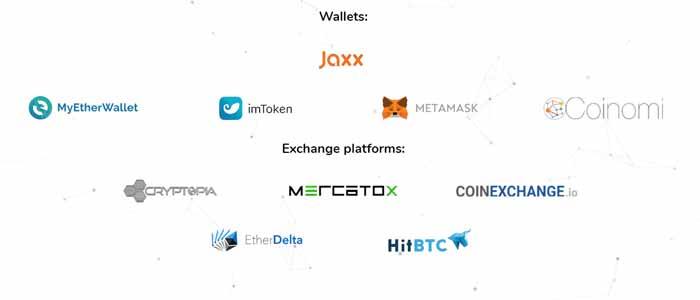 Wallets:
Jaxx
MyEtherWallet imToken METAMASK Coinomi
Exchange platforms:
CRYPTOPIA MERCATOX COINEXCHANGE.io
EtherDelta HitBTC